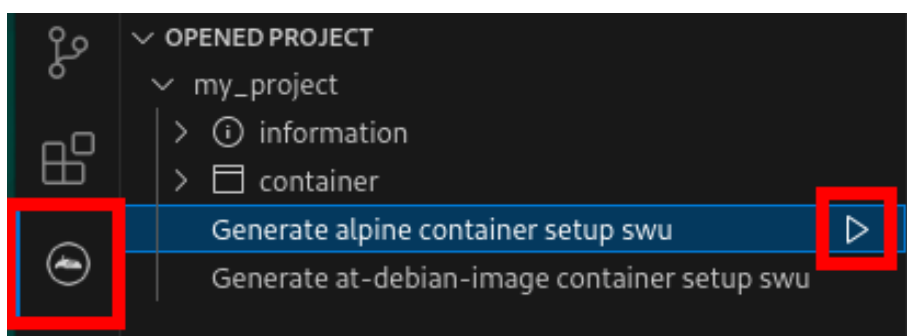 OPENED PROJECT
my_project
information
container
Generate alpine container setup swu
Generate at-debian-image container setup swu